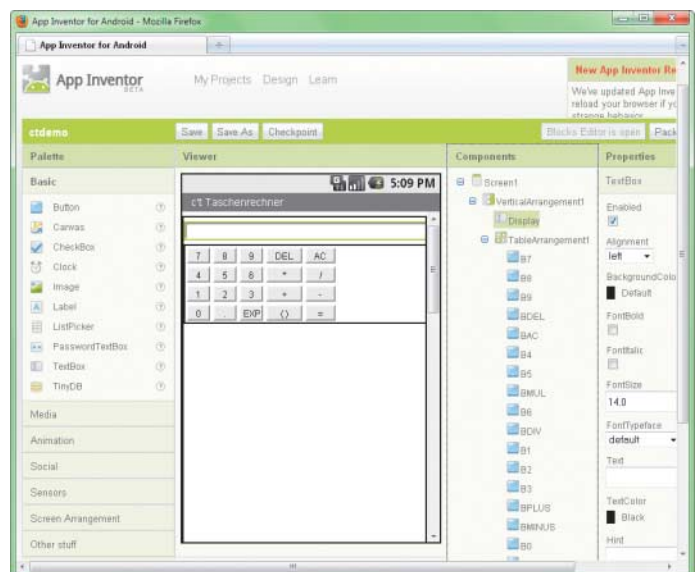 App Inventor for Android - Mozilla Firefox
App Inventor for Android
App Inventor
BETA
My Projects Design Learn
New App Inventor Re
We've updated App Inve
reload your browser if yo
strange behavior
ctdemo
Save Save As Checkpoint
Blocks Editor is open Pack
Palette
Basic
Button
Canvas
CheckBox
Clock
Image
Label
ListPicker
PasswordTextBox
TextBox
TinyDB
Media
Animation
Social
Sensors
Screen Arrangement
Other stuff
Viewer
5:09 PM
c't Taschenrechner
7 8 9 DEL AC
4 5 6 * /
1 2 3 + -
0 . EXP () =
Components
Screen1
VerticalArrangement1
Display
TableArrangement1
B7
B8
B9
BDEL
BAC
B4
B5
BMUL
B6
BDIV
B1
B2
B3
BPLUS
BMINUS
B0
Properties
TextBox
Enabled
Alignment
left
BackgroundColo
Default
FontBold
FontItalic
FontSize
14.0
FontTypeface
default
Text
TextColor
Black
Hint